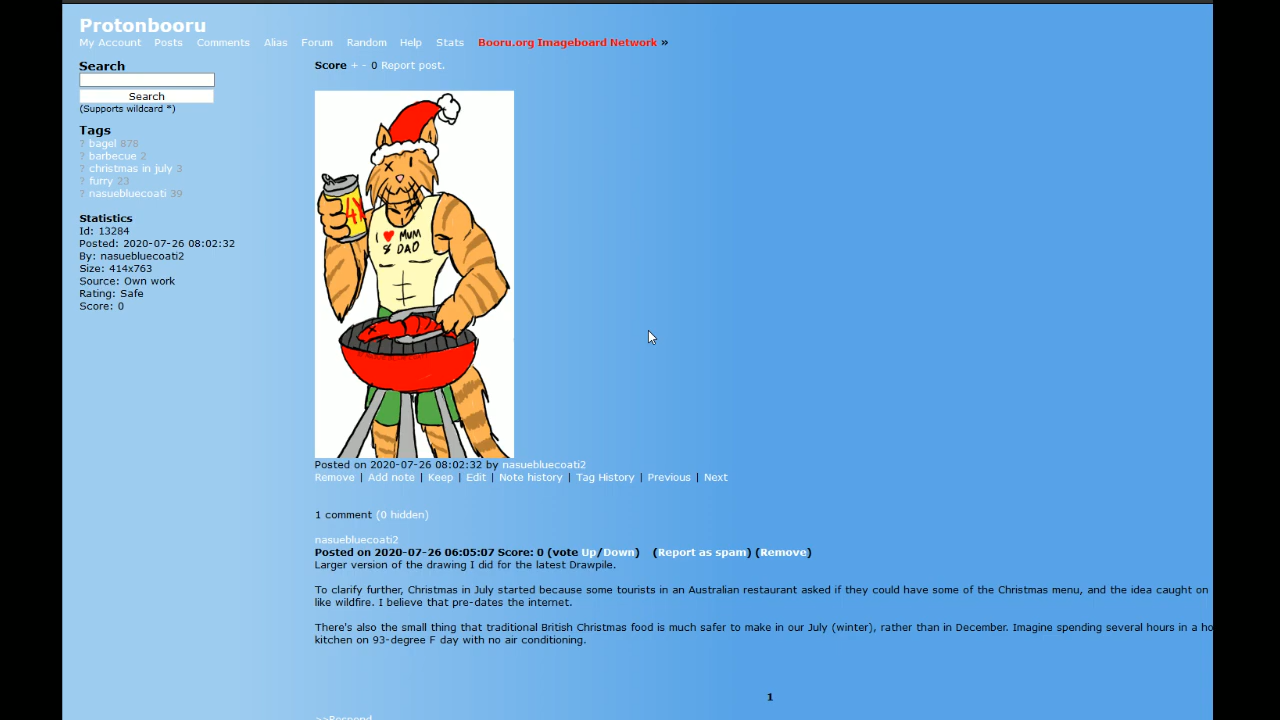 Protonbooru
My Account Posts Comments Alias Forum Random Help Stats Booru.org Imageboard Network »
Search
Search
(Supports wildcard *)
Tags
? bagel 878
? barbecue 2
? christmas in july 3
? furry 23
? nasuebluecoati 39
Statistics
Id: 13284
Posted: 2020-07-26 08:02:32
By: nasuebluecoati2
Size: 414x763
Source: Own work
Rating: Safe
Score: 0
Score + - 0 Report post.
4X
I ♥ MUM
& DAD
Posted on 2020-07-26 08:02:32 by nasuebluecoati2
Remove | Add note | Keep | Edit | Note history | Tag History | Previous | Next
1 comment (0 hidden)
nasuebluecoati2
Posted on 2020-07-26 06:05:07 Score: 0 (vote Up/Down) (Report as spam) (Remove)
Larger version of the drawing I did for the latest Drawpile.
To clarify further, Christmas in July started because some tourists in an Australian restaurant asked if they could have some of the Christmas menu, and the idea caught on
like wildfire. I believe that pre-dates the internet.
There's also the small thing that traditional British Christmas food is much safer to make in our July (winter), rather than in December. Imagine spending several hours in a
kitchen on 93-degree F day with no air conditioning.
1
>>Respond